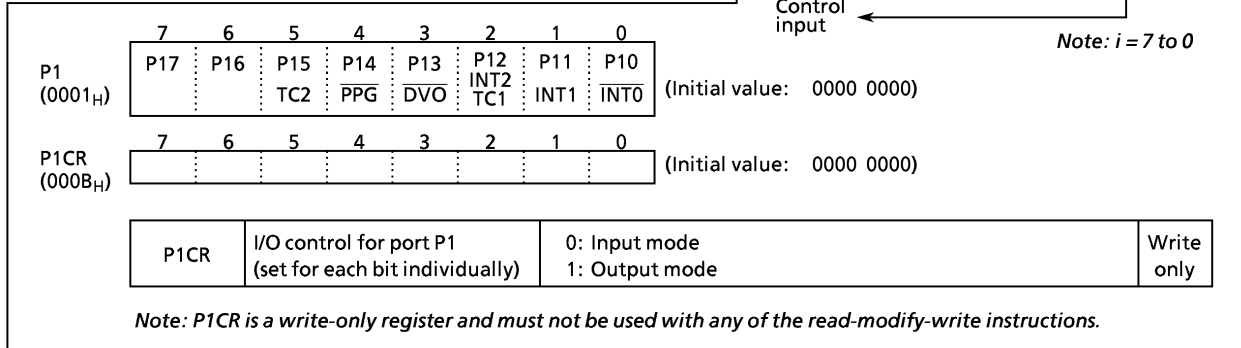 Control
input
Note: i = 7 to 0
7 6 5 4 3 2 1 0
P1
(0001H)
P17 P16 P15 P14 P13 P12 P11 P10
TC2 PPG DVO INT2 TC1 INT1 INT0
(Initial value: 0000 0000)
7 6 5 4 3 2 1 0
P1CR
(000BH)
(Initial value: 0000 0000)
P1CR
I/O control for port P1
(set for each bit individually)
0: Input mode
1: Output mode
Write
only
Note: P1CR is a write-only register and must not be used with any of the read-modify-write instructions.